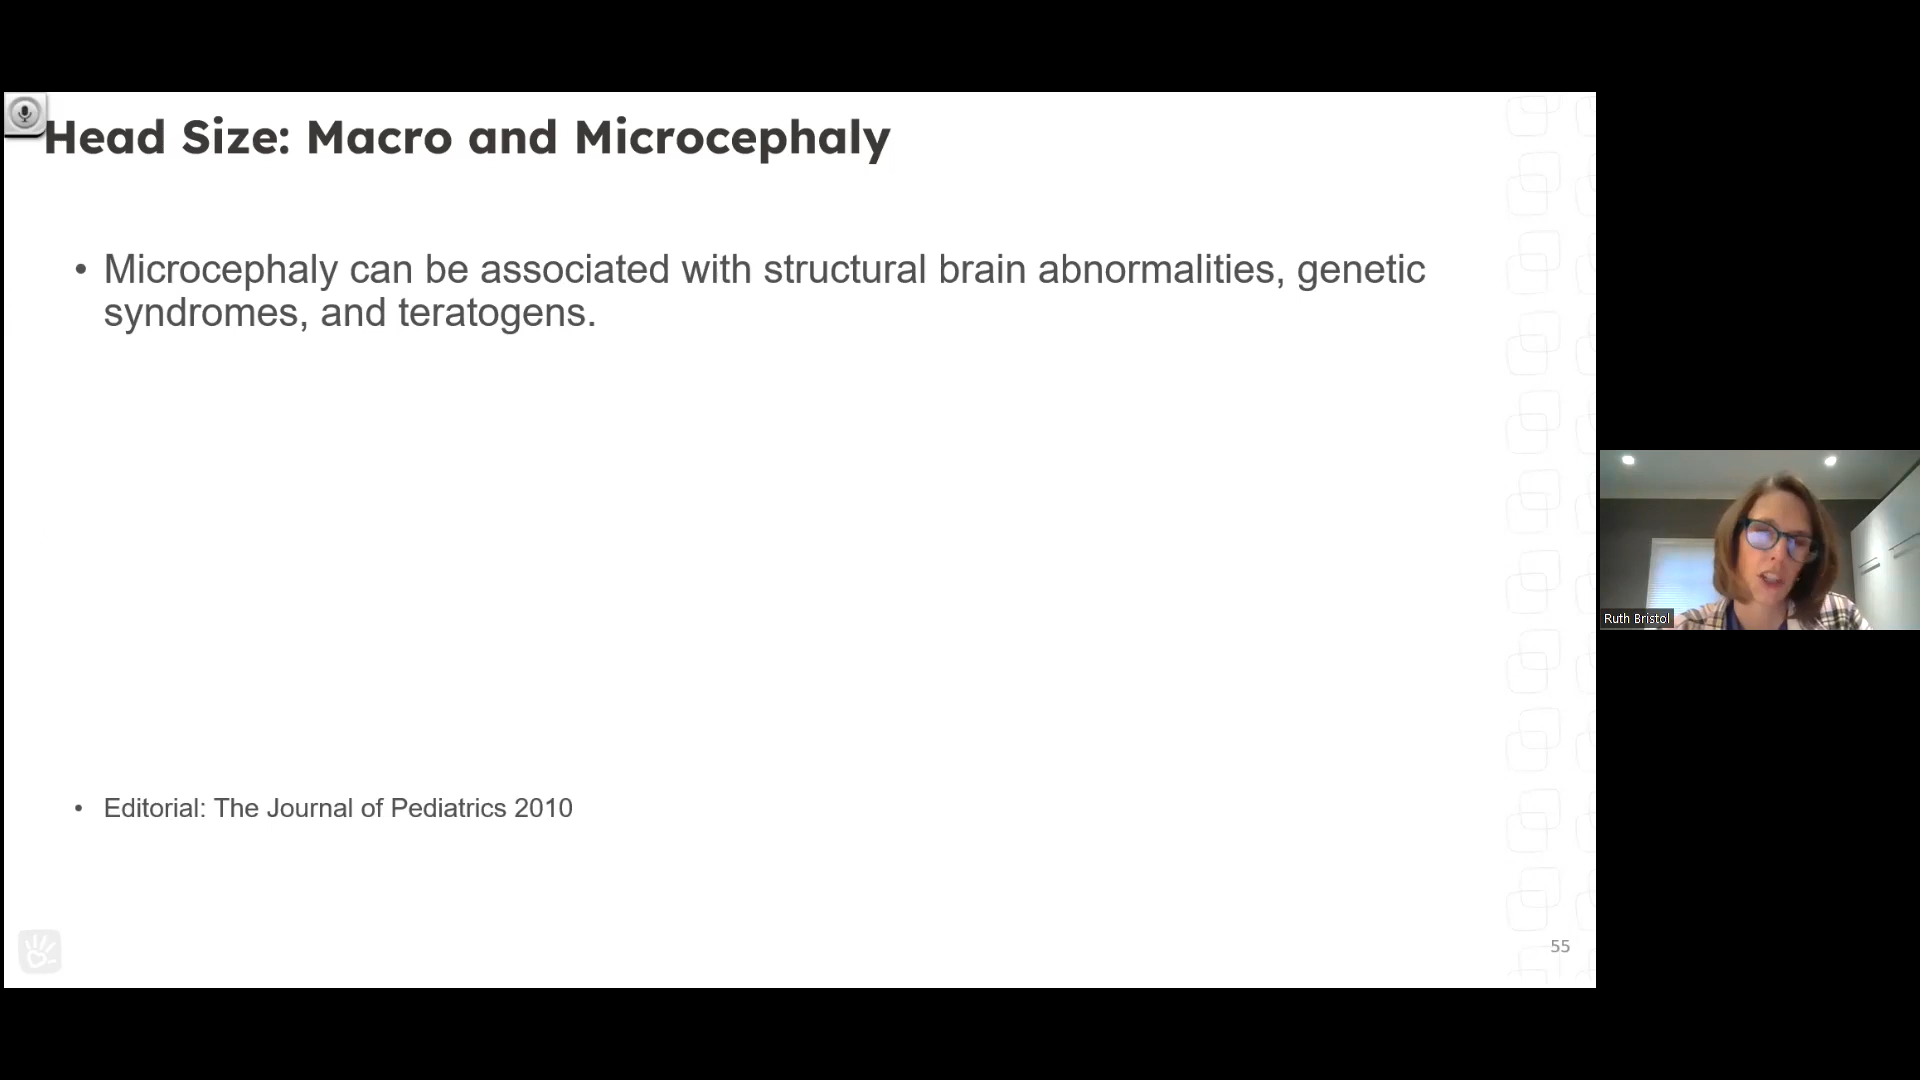 Head Size: Macro and Microcephaly
• Microcephaly can be associated with structural brain abnormalities, genetic
syndromes, and teratogens.
Ruth Bristol
• Editorial: The Journal of Pediatrics 2010
55